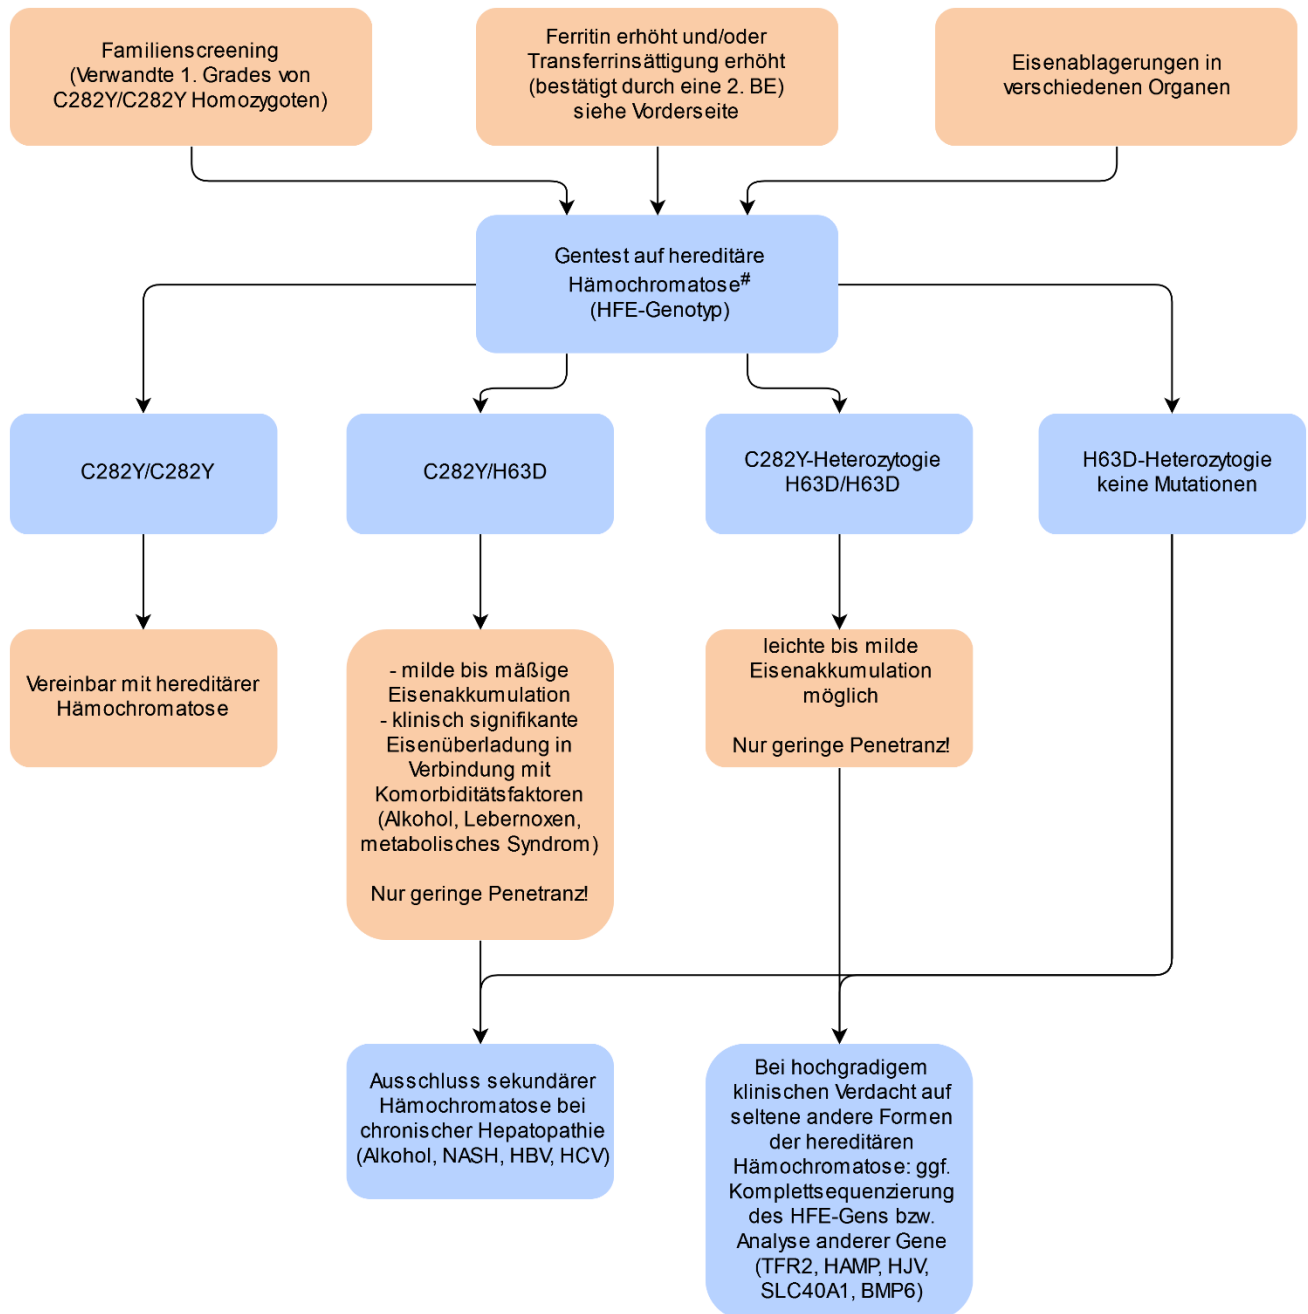 Familienscreening
(Verwandte 1. Grades von
C282Y/C282Y Homozygoten)
Ferritin erhöht und/oder
Transferrinsättigung erhöht
(bestätigt durch eine 2. BE)
siehe Vorderseite
Eisenablagerungen in
verschiedenen Organen
Gentest auf hereditäre
Hämochromatose#
(HFE-Genotyp)
C282Y/C282Y
C282Y/H63D
C282Y-Heterozytogie
H63D/H63D
H63D-Heterozytogie
keine Mutationen
Vereinbar mit hereditärer
Hämochromatose
- milde bis mäßige
Eisenakkumulation
- klinisch signifikante
Eisenüberladung in
Verbindung mit
Komorbiditätsfaktoren
(Alkohol, Lebernoxen,
metabolisches Syndrom)
Nur geringe Penetranz!
leichte bis milde
Eisenakkumulation
möglich
Nur geringe Penetranz!
Ausschluss sekundärer
Hämochromatose bei
chronischer Hepatopathie
(Alkohol, NASH, HBV, HCV)
Bei hochgradigem
klinischen Verdacht auf
seltene andere Formen
der hereditären
Hämochromatose: ggf.
Komplettsequenzierung
des HFE-Gens bzw.
Analyse anderer Gene
(TFR2, HAMP, HJV,
SLC40A1, BMP6)